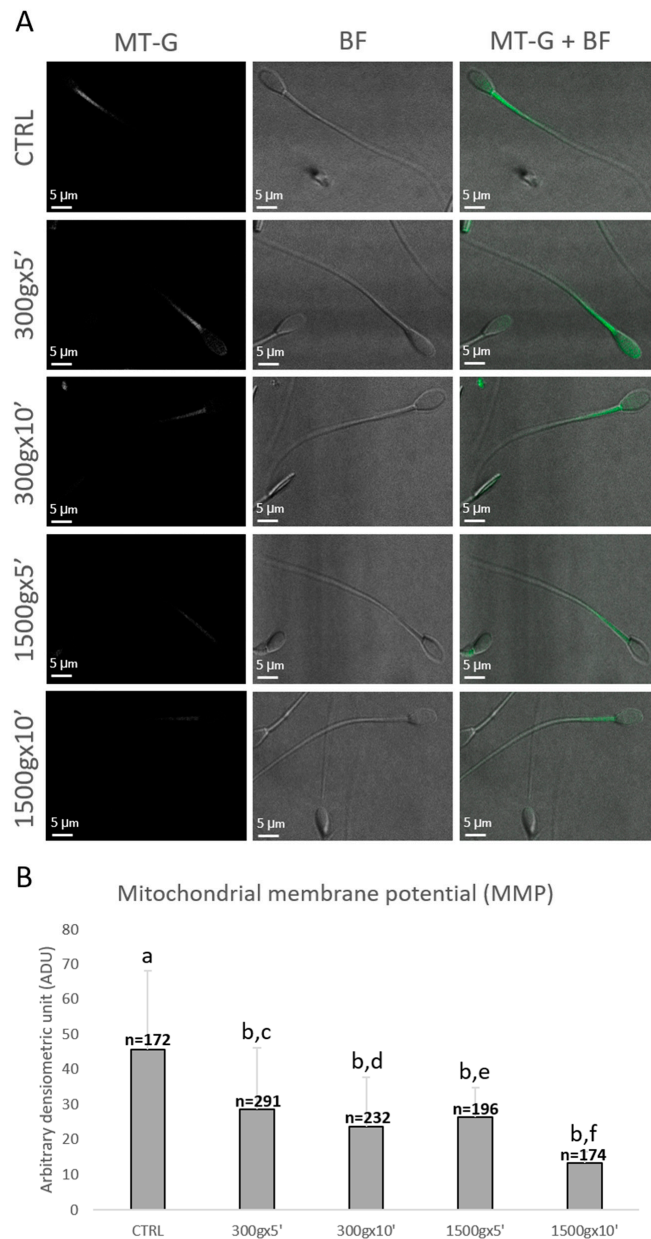 A
MT-G BF MT-G + BF
CTRL
5 µm 5 µm 5 µm
300gx5'
5 µm 5 µm 5 µm
300gx10'
5 µm 5 µm 5 µm
1500gx5'
5 µm 5 µm 5 µm
1500gx10'
5 µm 5 µm 5 µm
B
Mitochondrial membrane potential (MMP)
Arbitrary densiometric unit (ADU)
80
70
60
50
40
30
20
10
0
a
n=172
b,c
n=291
b,d
n=232
b,e
n=196
b,f
n=174
CTRL 300gx5' 300gx10' 1500gx5' 1500gx10'